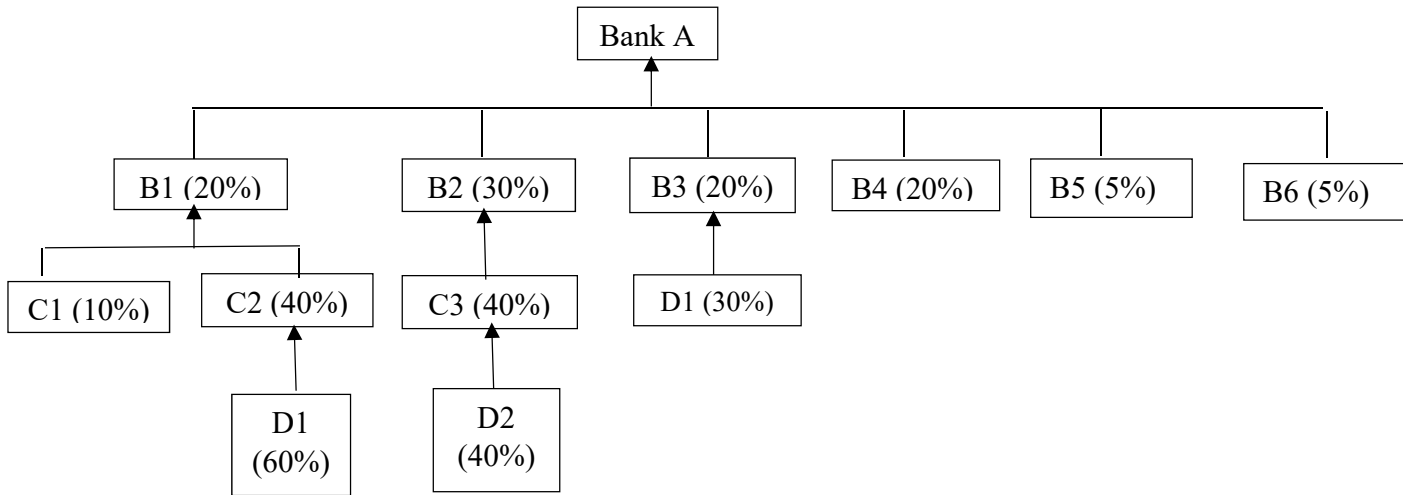 Bank A
B1 (20%)
B2 (30%)
B3 (20%)
B4 (20%)
B5 (5%)
B6 (5%)
C1 (10%)
C2 (40%)
C3 (40%)
D1 (30%)
D1
(60%)
D2
(40%)